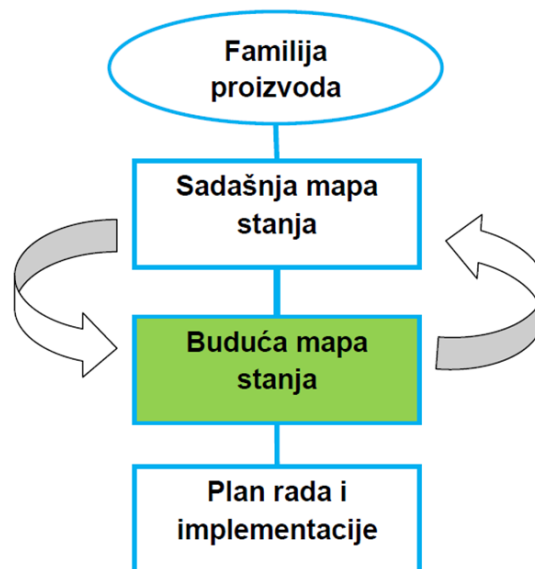 Familija
proizvoda
Sadašnja mapa
stanja
Buduća mapa
stanja
Plan rada i
implementacije